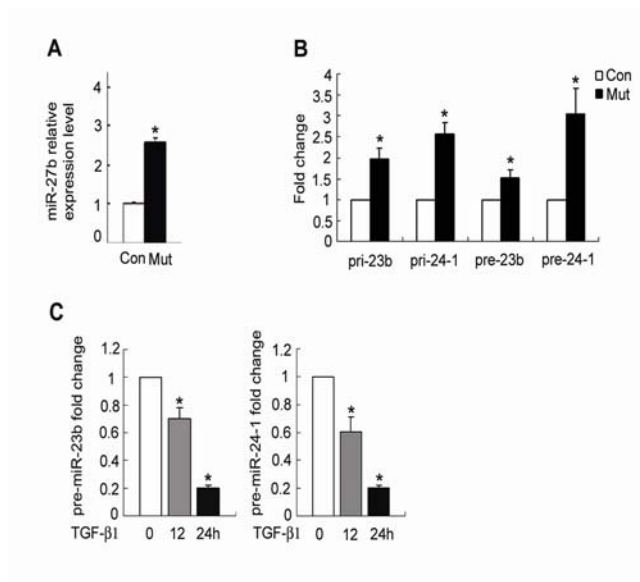 A
miR-27b relative
expression level
4
3
2
1
0
Con Mut
*
B
Fold change
4
3.5
3
2.5
2
1.5
1
0.5
0
* * * *
pri-23b pri-24-1 pre-23b pre-24-1
Con
Mut
C
pre-miR-23b fold change
1.2
1
0.8
0.6
0.4
0.2
0
*
*
TGF-β1 0 12 24h
pre-miR-24-1 fold change
1.2
1
0.8
0.6
0.4
0.2
0
*
*
TGF-β1 0 12 24h